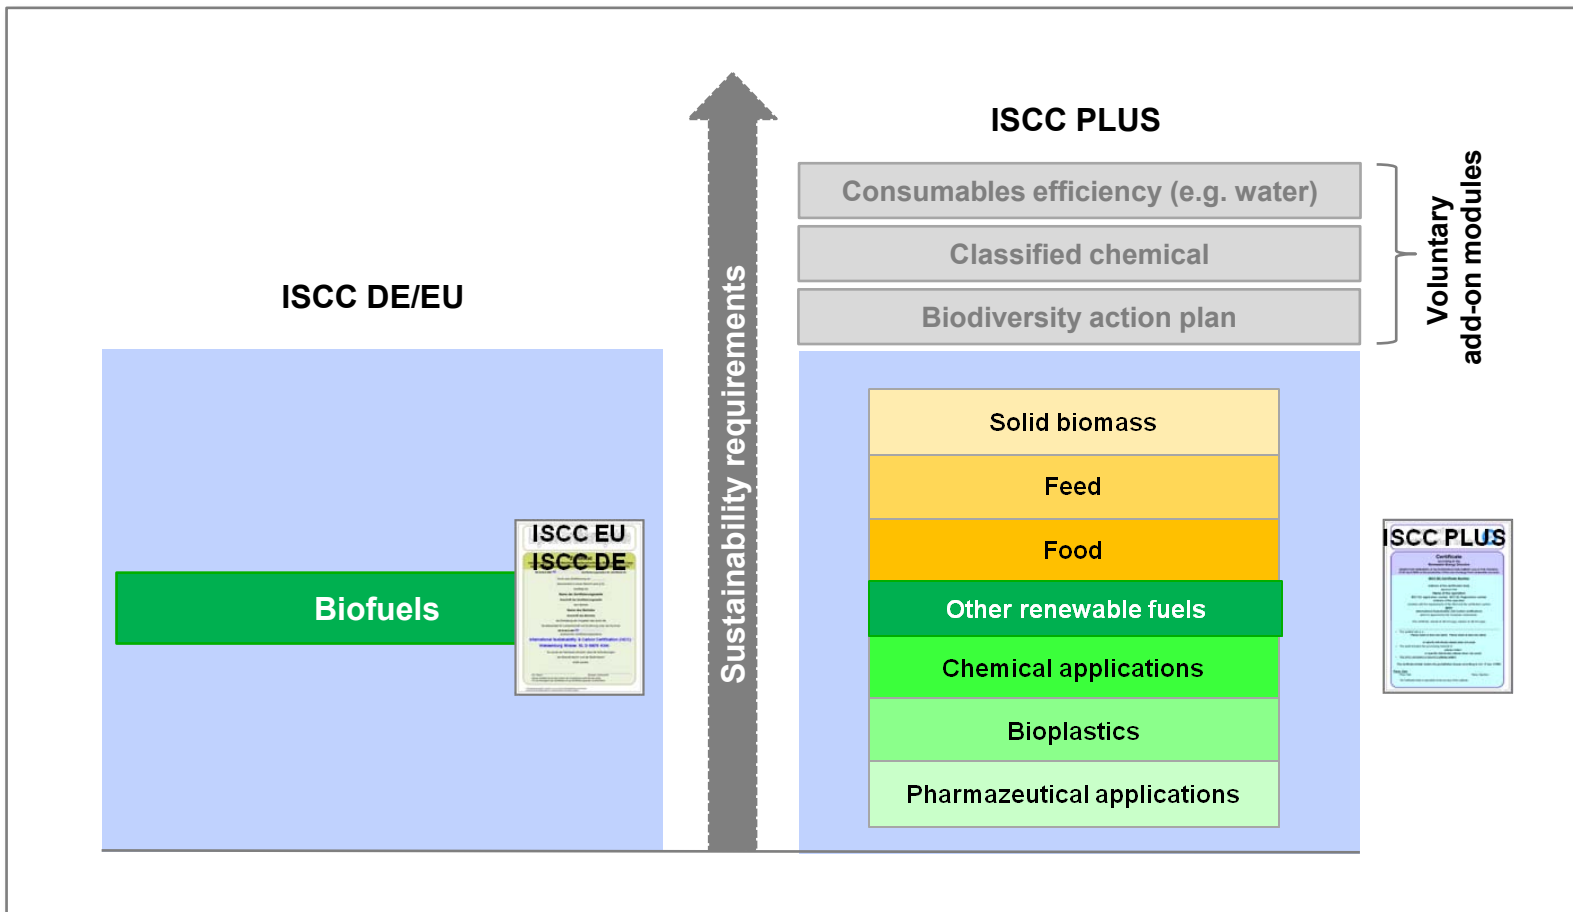 ISCC PLUS
Consumables efficiency (e.g. water)
Classified chemical
Biodiversity action plan
Voluntary
add-on modules
ISCC DE/EU
Sustainability requirements
Solid biomass
Feed
Food
Other renewable fuels
Chemical applications
Bioplastics
Pharmazeutical applications
Biofuels
ISCC EU
ISCC DE
ISCC PLUS
Certificate